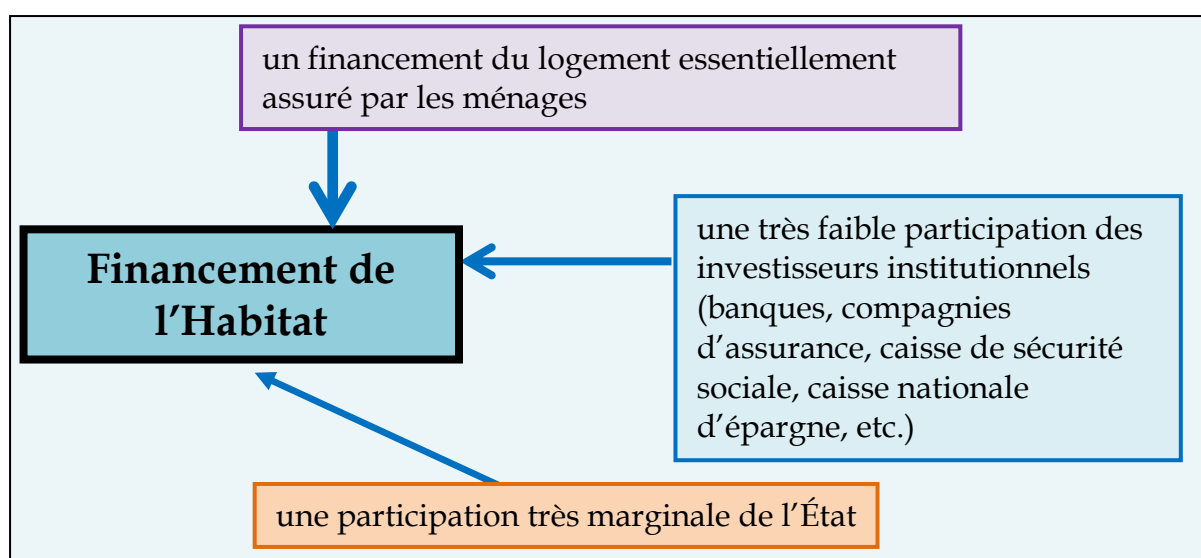 un financement du logement essentiellement
assuré par les ménages
Financement de
l’Habitat
une très faible participation des
investisseurs institutionnels
(banques, compagnies
d’assurance, caisse de sécurité
sociale, caisse nationale
d’épargne, etc.)
une participation très marginale de l’État